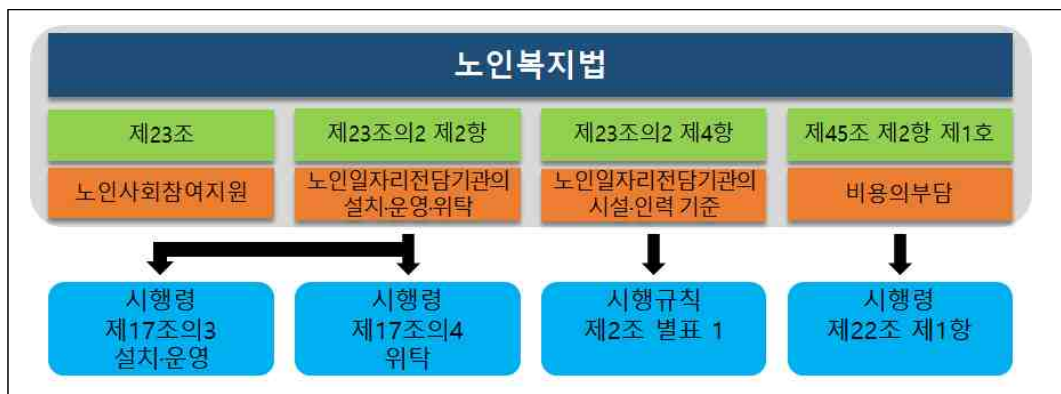 노인복지법
제23조
제23조의2 제2항
제23조의2 제4항
제45조 제2항 제1호
노인사회참여지원
노인일자리전담기관의
설치·운영·위탁
노인일자리전담기관의
시설·인력 기준
비용의부담
시행령
제17조의3
설치·운영
시행령
제17조의4
위탁
시행규칙
제2조 별표 1
시행령
제22조 제1항